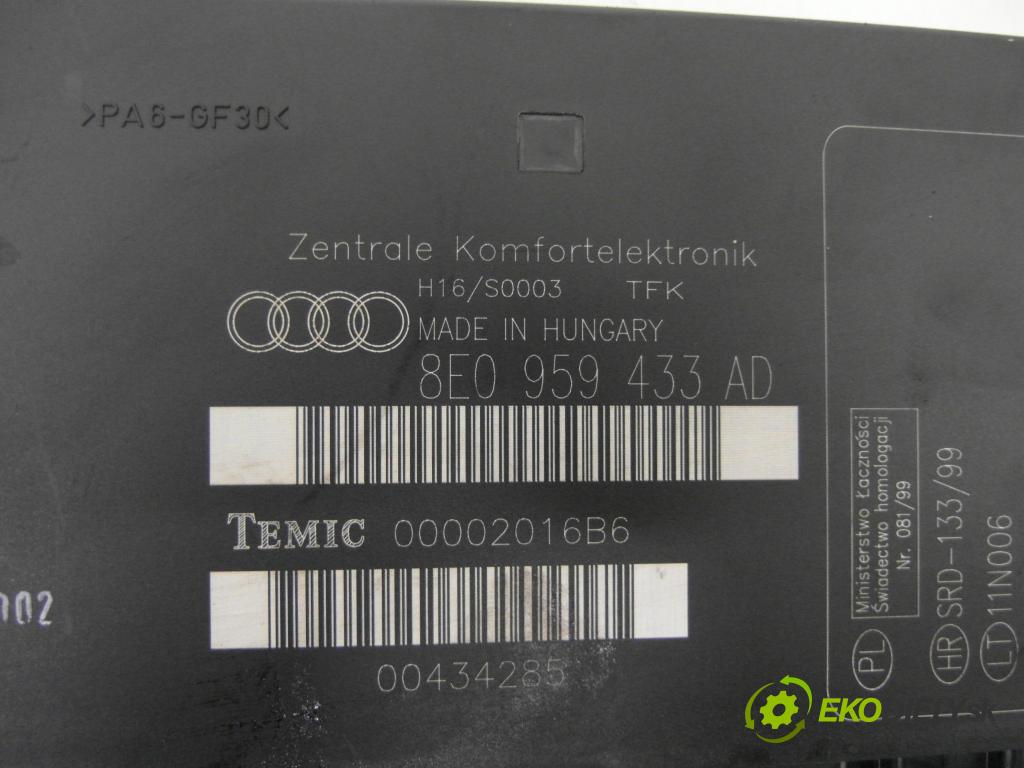 >PA6-GF30<
Zentrale Komfortelektronik
H16/S0003 TFK
MADE IN HUNGARY
8E0 959 433 AD
TEMIC 00002016B6
00434285
002
Ministerstwo Łączności
Świadectwo homologacji
Nr. 081/99
PL
HR SRD-133/99
LT 11N006
EKO